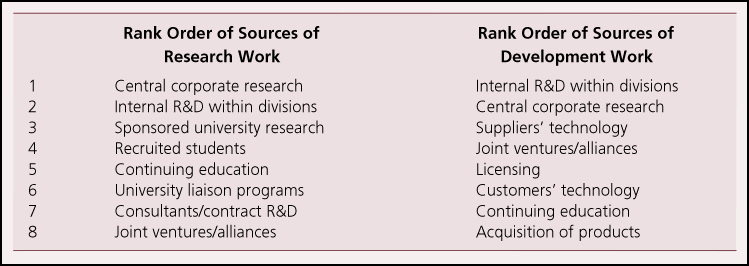 Rank Order of Sources of Research Work Rank Order of Sources of Development Work
1 Central corporate research Internal R&D within divisions
2 Internal R&D within divisions Central corporate research
3 Sponsored university research Suppliers’ technology
4 Recruited students Joint ventures/alliances
5 Continuing education Licensing
6 University liaison programs Customers’ technology
7 Consultants/contract R&D Continuing education
8 Joint ventures/alliances Acquisition of products